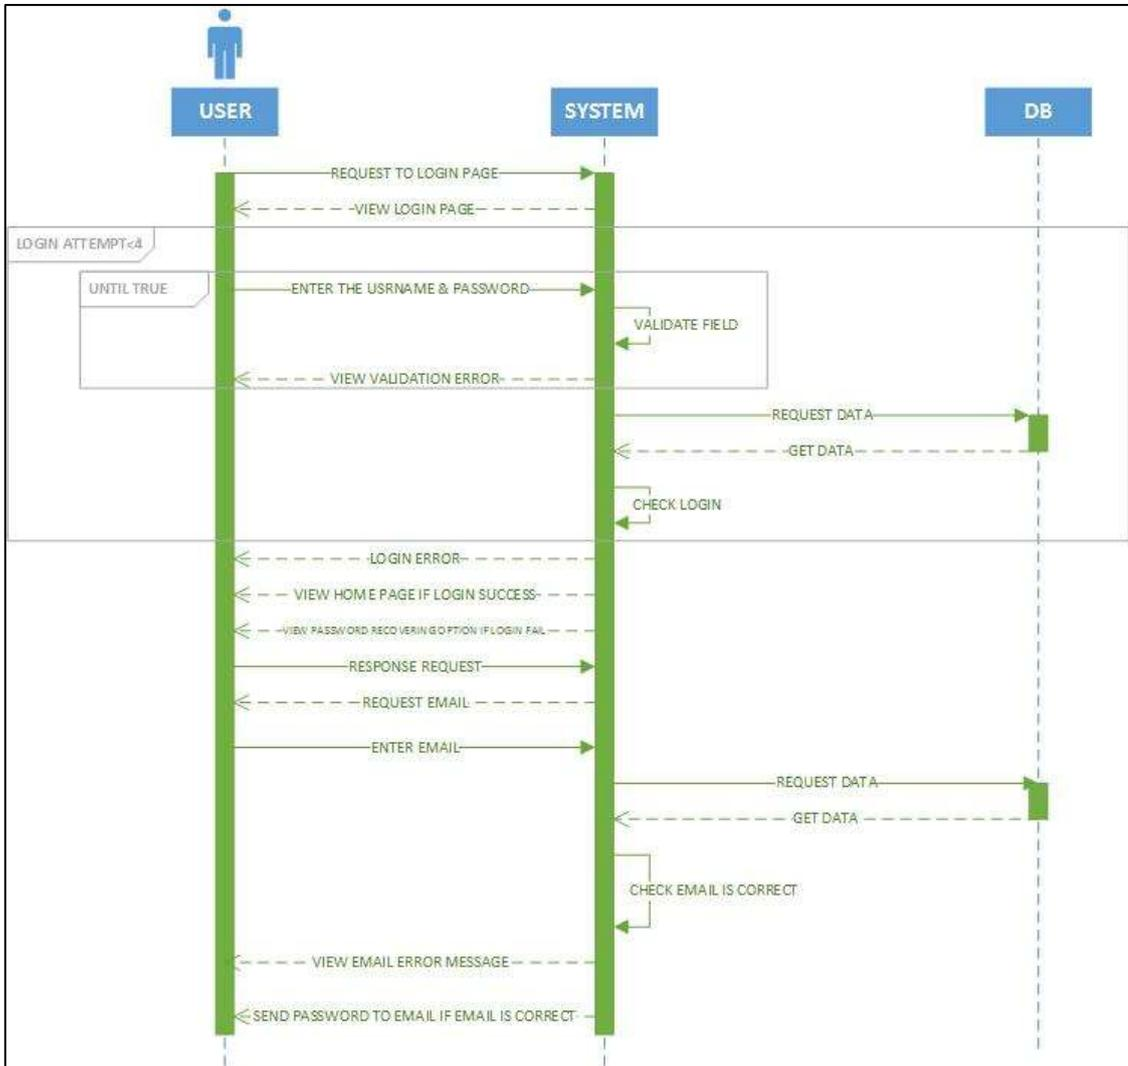 USER
SYSTEM
DB
REQUEST TO LOGIN PAGE
VIEW LOGIN PAGE
LOGIN ATTEMPT<4
UNTIL TRUE
ENTER THE USRNAME & PASSWORD
VALIDATE FIELD
VIEW VALIDATION ERROR
REQUEST DATA
GET DATA
CHECK LOGIN
LOGIN ERROR
VIEW HOME PAGE IF LOGIN SUCCESS
VIEW PASSWORD RECOVERING OPTION IF LOGIN FAIL
RESPONSE REQUEST
REQUEST EMAIL
ENTER EMAIL
REQUEST DATA
GET DATA
CHECK EMAIL IS CORRECT
VIEW EMAIL ERROR MESSAGE
SEND PASSWORD TO EMAIL IF EMAIL IS CORRECT